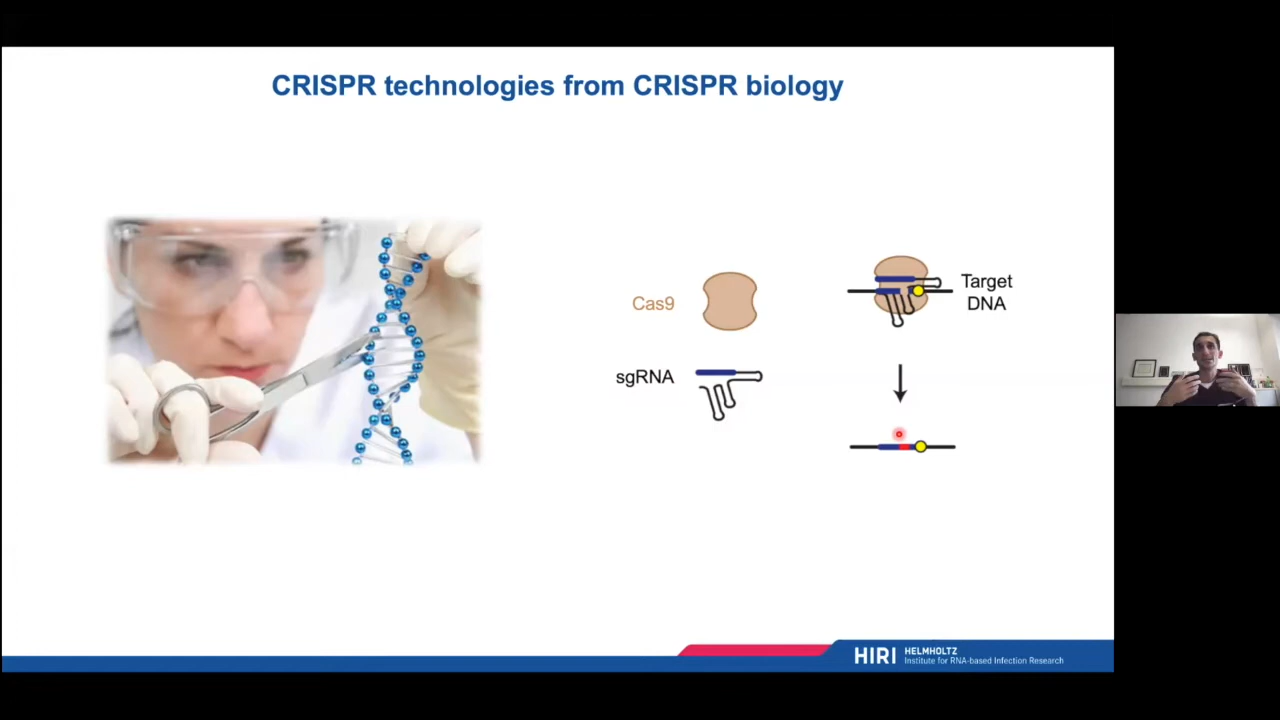 CRISPR technologies from CRISPR biology
Cas9
sgRNA
Target
DNA
HIRI
HELMHOLTZ
Institute for RNA-based Infection Research